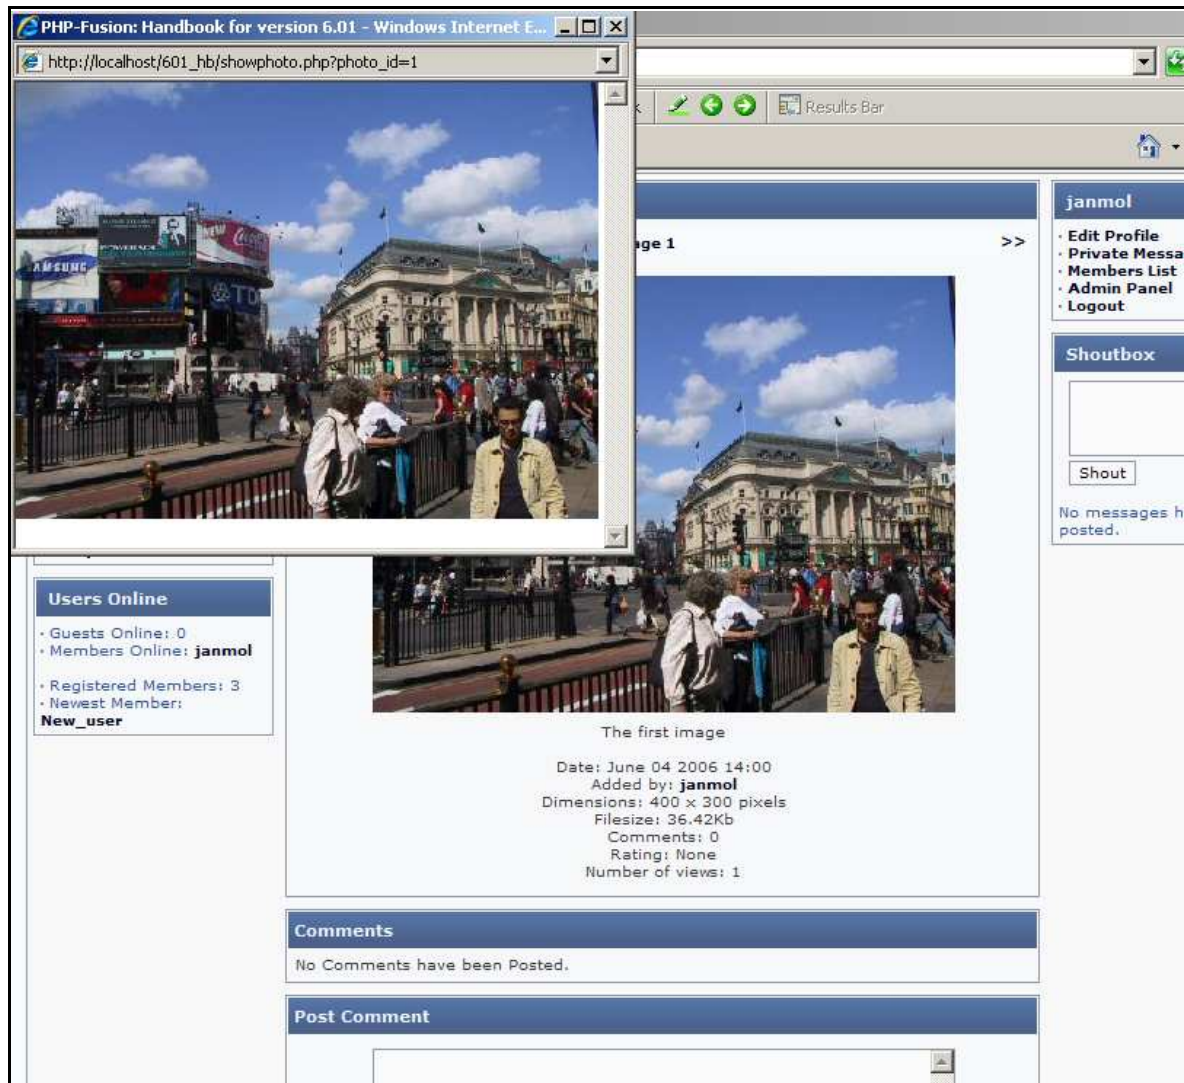 PHP-Fusion: Handbook for version 6.01 - Windows Internet E...
http://localhost/601_hb/showphoto.php?photo_id=1
Results Bar
SAMSUNG
NEW
TD
age 1 >>
janmol
· Edit Profile
· Private Messa
· Members List
· Admin Panel
· Logout
Shoutbox
Shout
No messages h
posted.
Users Online
· Guests Online: 0
· Members Online: janmol
· Registered Members: 3
· Newest Member:
New_user
The first image
Date: June 04 2006 14:00
Added by: janmol
Dimensions: 400 x 300 pixels
Filesize: 36.42Kb
Comments: 0
Rating: None
Number of views: 1
Comments
No Comments have been Posted.
Post Comment